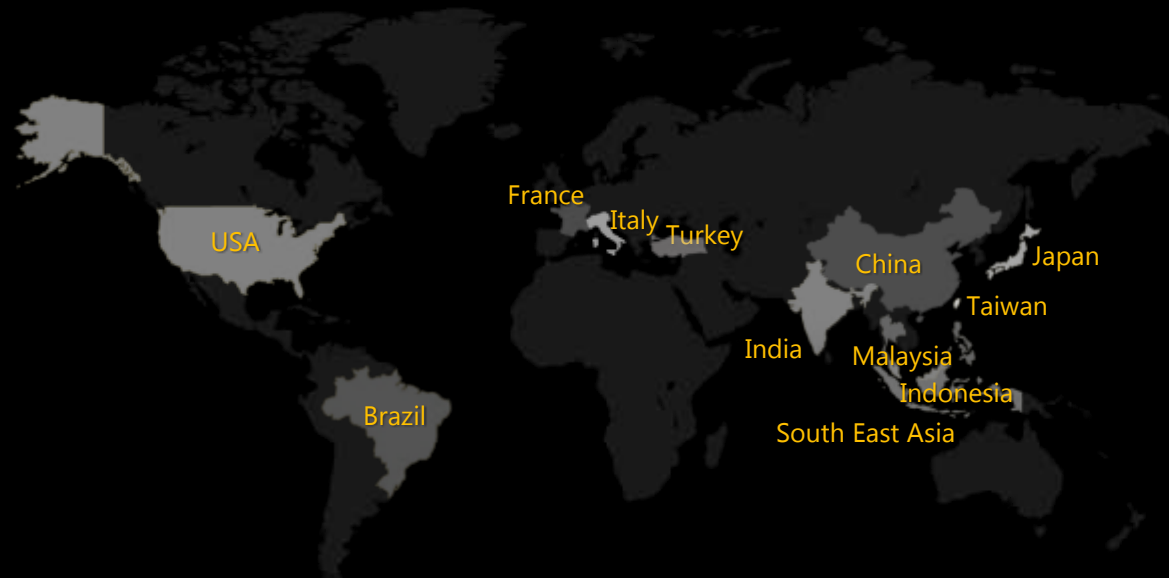 France
Italy
Turkey
USA
China
Japan
Taiwan
India
Malaysia
Indonesia
Brazil
South East Asia